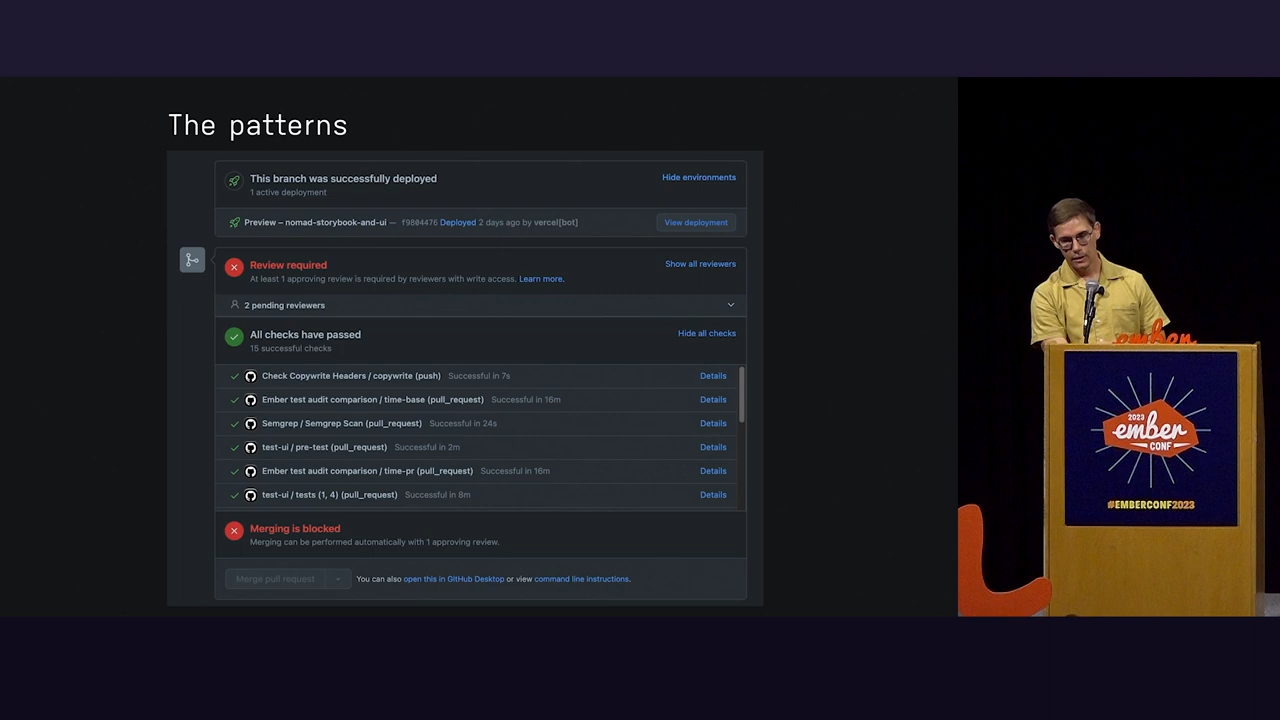 The patterns
This branch was successfully deployed
Hide environments
1 active deployment
Preview – nomad-storybook-and-ui — f9804476 Deployed 2 days ago by vercel[bot]
View deployment
Review required
Show all reviewers
At least 1 approving review is required by reviewers with write access. Learn more.
2 pending reviewers
All checks have passed
Hide all checks
15 successful checks
Check Copywrite Headers / copywrite (push) Successful in 7s
Details
Ember test audit comparison / time-base (pull_request) Successful in 16m
Details
Semgrep / Semgrep Scan (pull_request) Successful in 24s
Details
test-ui / pre-test (pull_request) Successful in 2m
Details
Ember test audit comparison / time-pr (pull_request) Successful in 16m
Details
test-ui / tests (1, 4) (pull_request) Successful in 8m
Details
Merging is blocked
Merging can be performed automatically with 1 approving review.
Merge pull request
You can also open this in GitHub Desktop or view command line instructions.
ember
2023
ember
CONF
#EMBERCONF2023